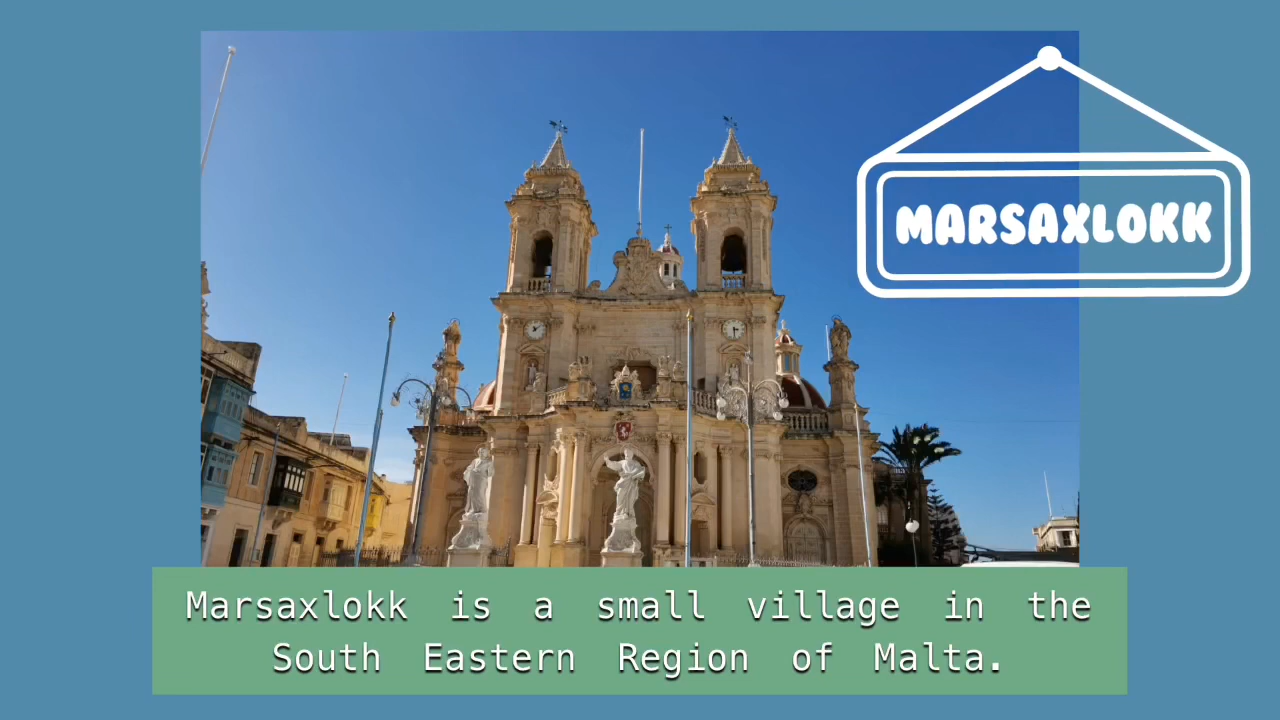 MARSAXLOKK
Marsaxlokk is a small village in the
South Eastern Region of Malta.